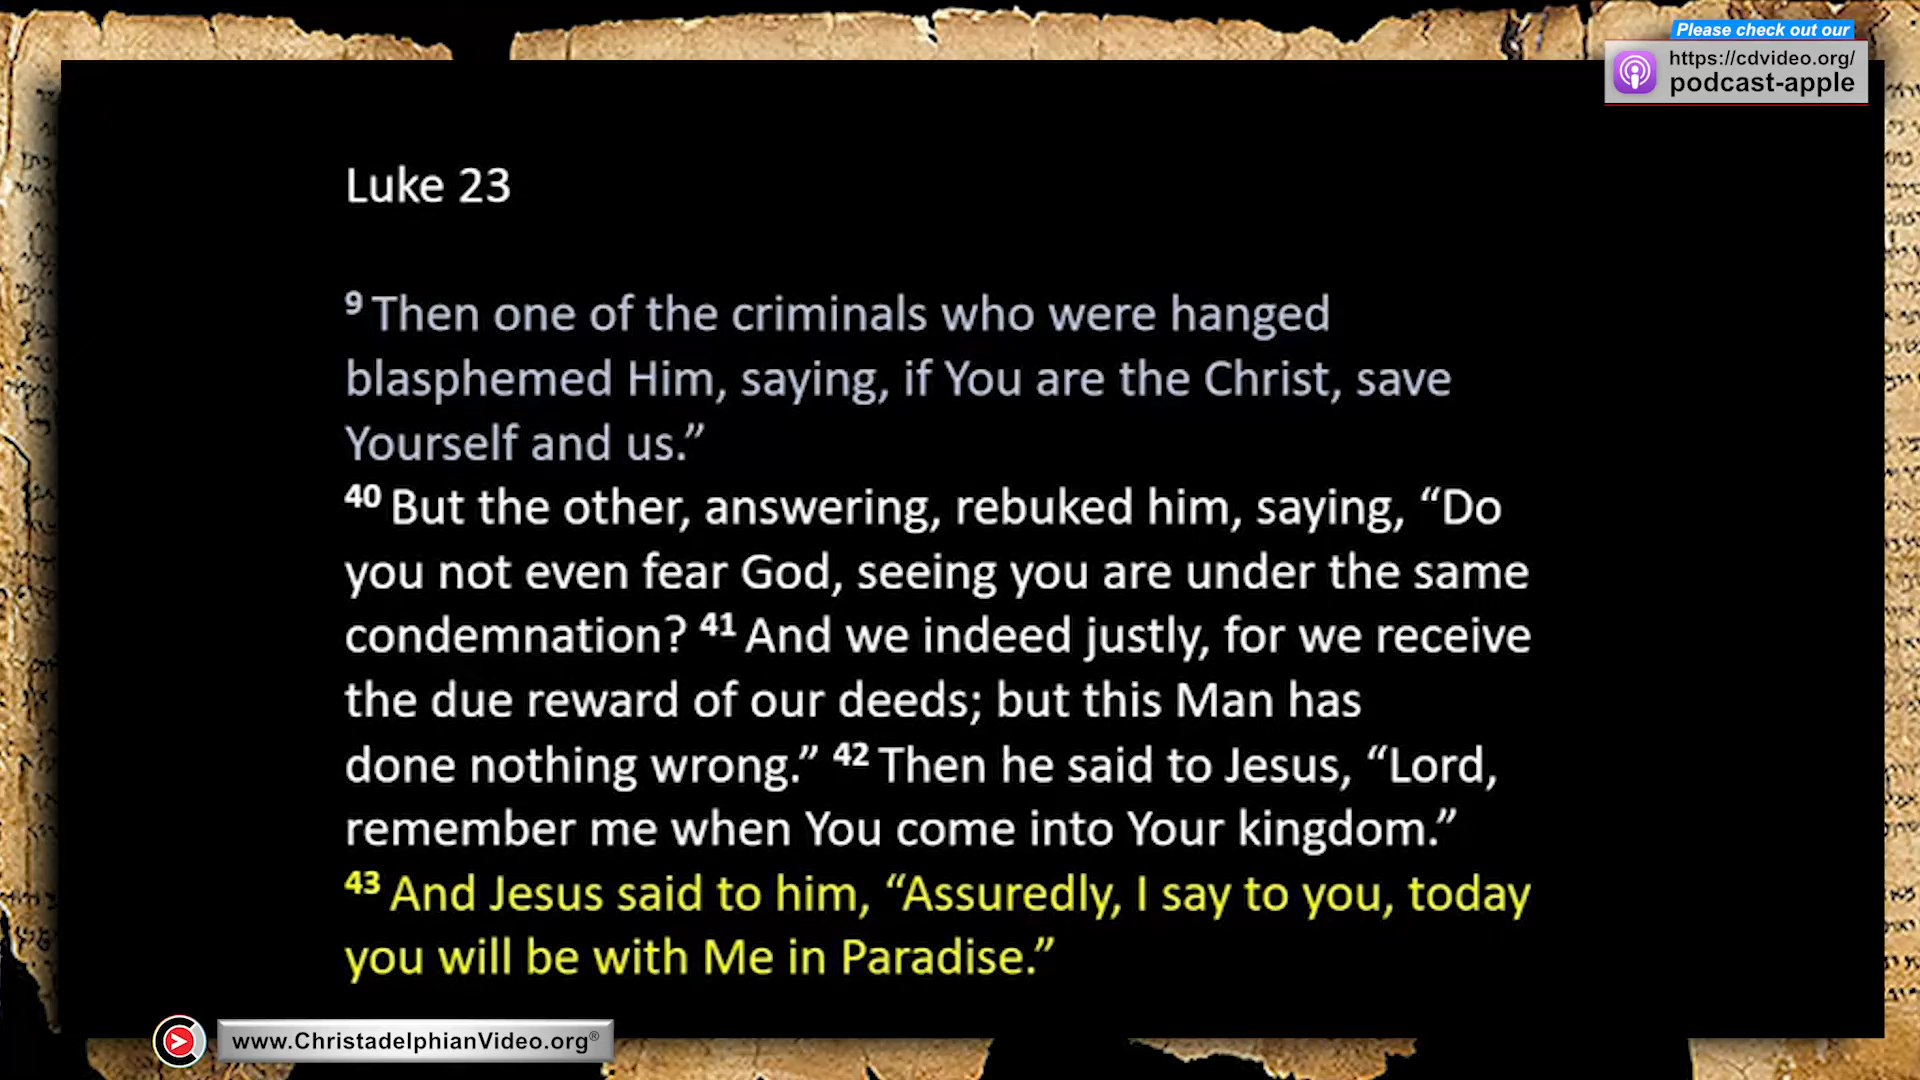 Please check out our
https://cdvideo.org/
podcast-apple
Luke 23
9 Then one of the criminals who were hanged
blasphemed Him, saying, if You are the Christ, save
Yourself and us.”
40 But the other, answering, rebuked him, saying, “Do
you not even fear God, seeing you are under the same
condemnation? 41 And we indeed justly, for we receive
the due reward of our deeds; but this Man has
done nothing wrong.” 42 Then he said to Jesus, “Lord,
remember me when You come into Your kingdom.”
43 And Jesus said to him, “Assuredly, I say to you, today
you will be with Me in Paradise.”
www.ChristadelphianVideo.org®